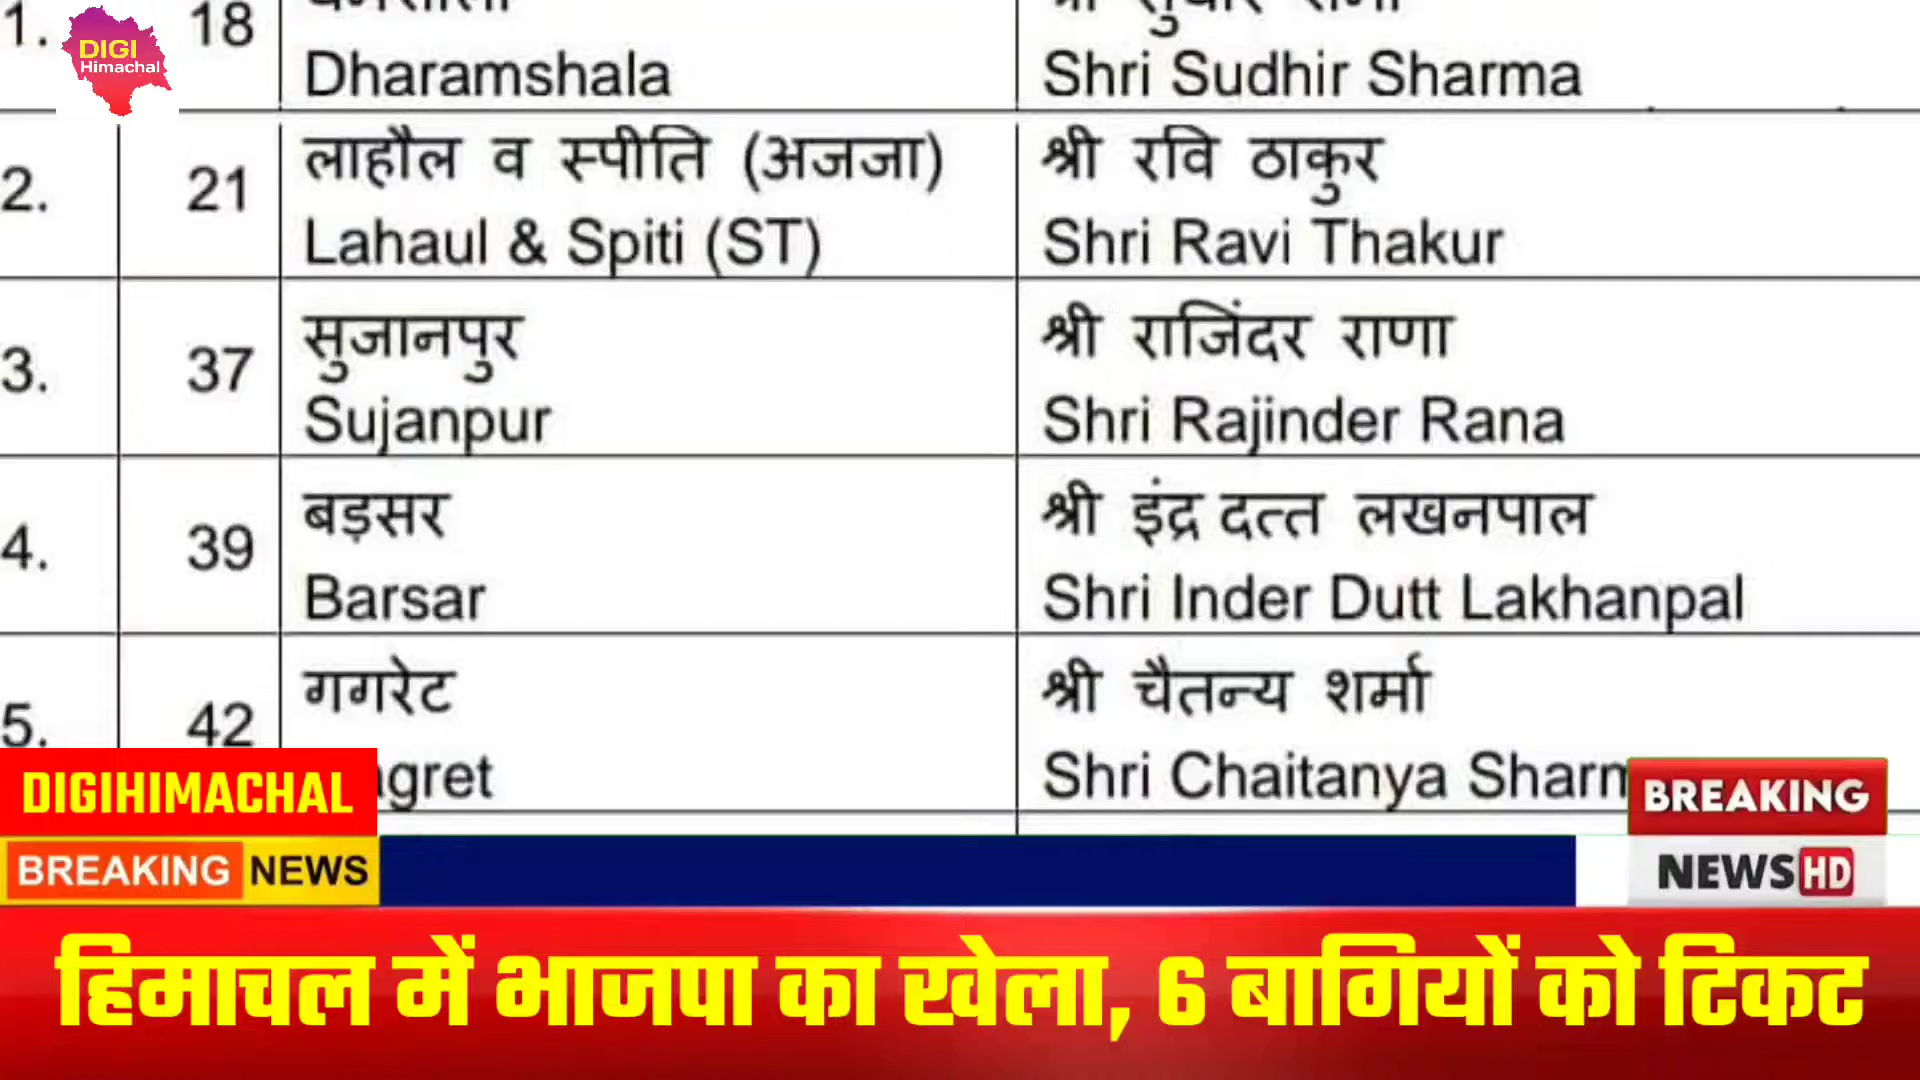 1.
18
Dharamshala
Shri Sudhir Sharma
DIGI
Himachal
2.
21
लाहौल व स्पीति (अजजा)
Lahaul & Spiti (ST)
श्री रवि ठाकुर
Shri Ravi Thakur
3.
37
सुजानपुर
Sujanpur
श्री राजिंदर राणा
Shri Rajinder Rana
4.
39
बड़सर
Barsar
श्री इंद्र दत्त लखनपाल
Shri Inder Dutt Lakhanpal
5.
42
गगरेट
श्री चैतन्य शर्मा
Shri Chaitanya
DIGIHIMACHAL
BREAKING NEWS
BREAKING
NEWS HD
हिमाचल में भाजपा का खेला, 6 बागियों को टिकट